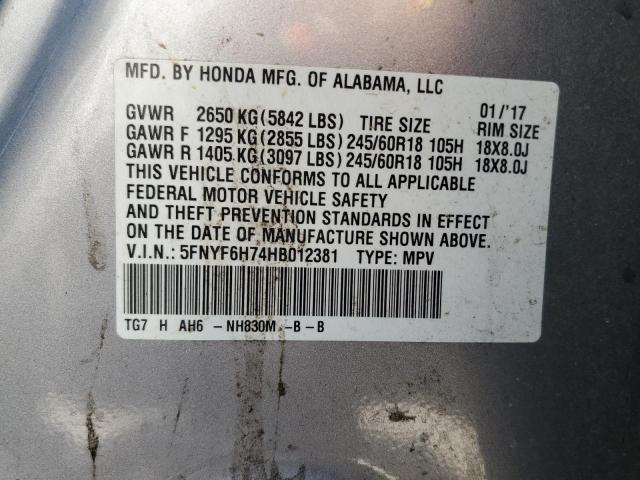 MFD. BY HONDA MFG. OF ALABAMA, LLC
GVWR 2650 KG(5842 LBS) TIRE SIZE 01/'17 RIM SIZE
GAWR F 1295 KG(2855 LBS)245/60R18 105H 18X8.0J
GAWR R 1405 KG(3097 LBS)245/60R18 105H 18X8.0J
THIS VEHICLE CONFORMS TO ALL APPLICABLE
FEDERAL MOTOR VEHICLE SAFETY
AND THEFT PREVENTION STANDARDS IN EFFECT
ON THE DATE OF MANUFACTURE SHOWN ABOVE.
V.I.N.: 5FNYF6H74HB012381 TYPE: MPV
TG7 H AH6 -NH830M -B-B